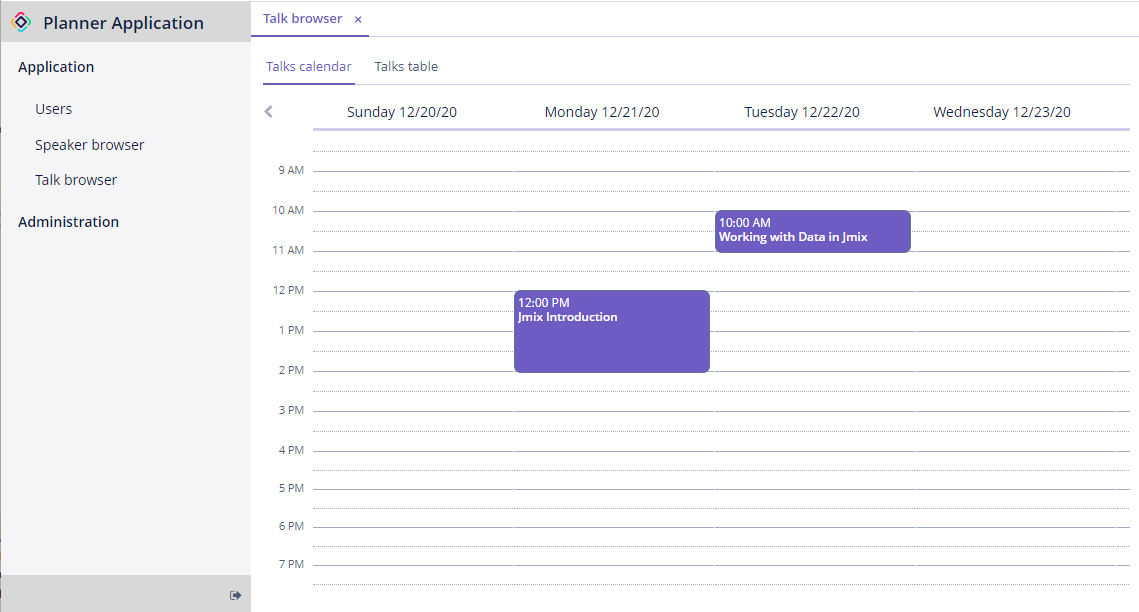 Planner Application
Application
Users
Speaker browser
Talk browser
Administration
Talk browser ×
Talks calendar Talks table
Sunday 12/20/20 Monday 12/21/20 Tuesday 12/22/20 Wednesday 12/23/20
9 AM
10 AM
10:00 AM
Working with Data in Jmix
11 AM
12 PM
12:00 PM
Jmix Introduction
1 PM
2 PM
3 PM
4 PM
5 PM
6 PM
7 PM